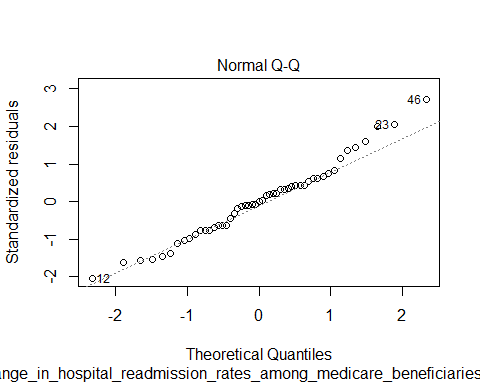 Normal Q-Q
3
2
1
0
-1
-2
Standardized residuals
46
23
12
-2 -1 0 1 2
Theoretical Quantiles
ange_in_hospital_readmission_rates_among_medicare_beneficiaries